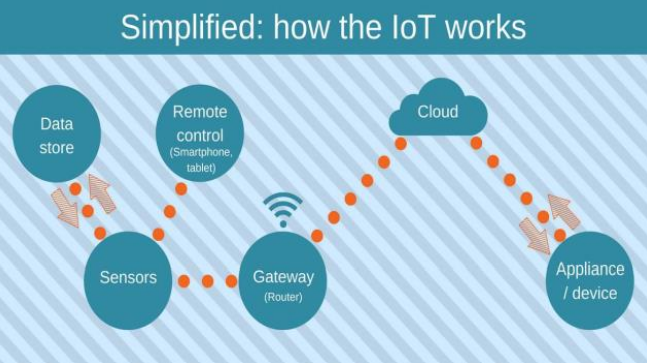 Simplified: how the IoT works
Data
store
Remote
control
(Smartphone,
tablet)
Cloud
Sensors
Gateway
(Router)
Appliance
/ device